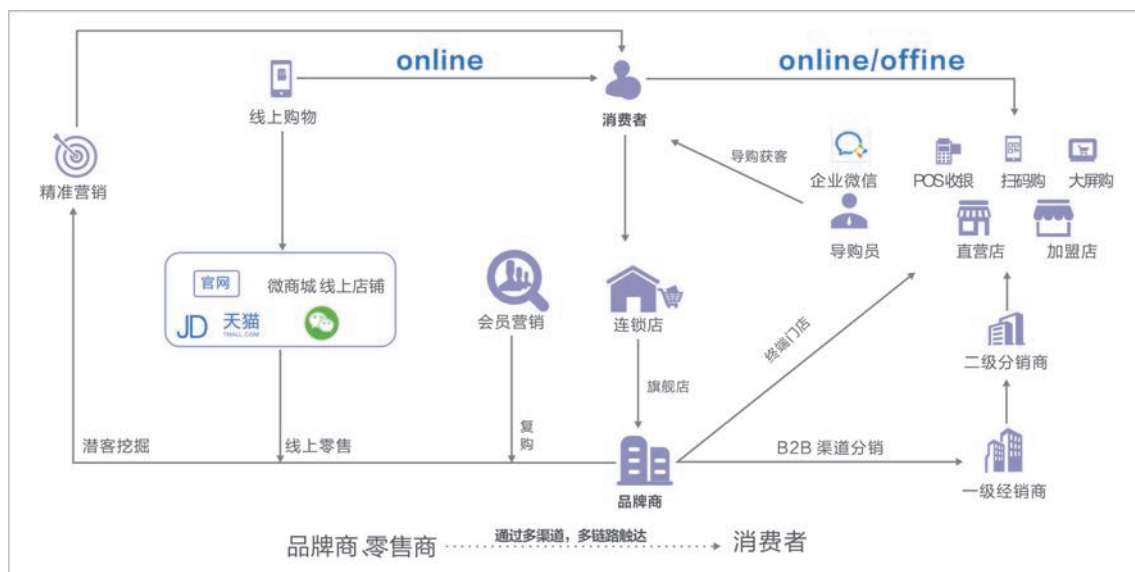 online
online/offine
线上购物
消费者
精准营销
导购获客
企业微信
POS收银
扫码购
大屏购
导购员
直营店
加盟店
官网
微商城 线上店铺
JD
天猫
TMALL.COM
会员营销
连锁店
终端门店
二级分销商
旗舰店
复购
潜客挖掘
线上零售
B2B 渠道分销
品牌商
一级经销商
品牌商、零售商
通过多渠道，多链路触达
消费者